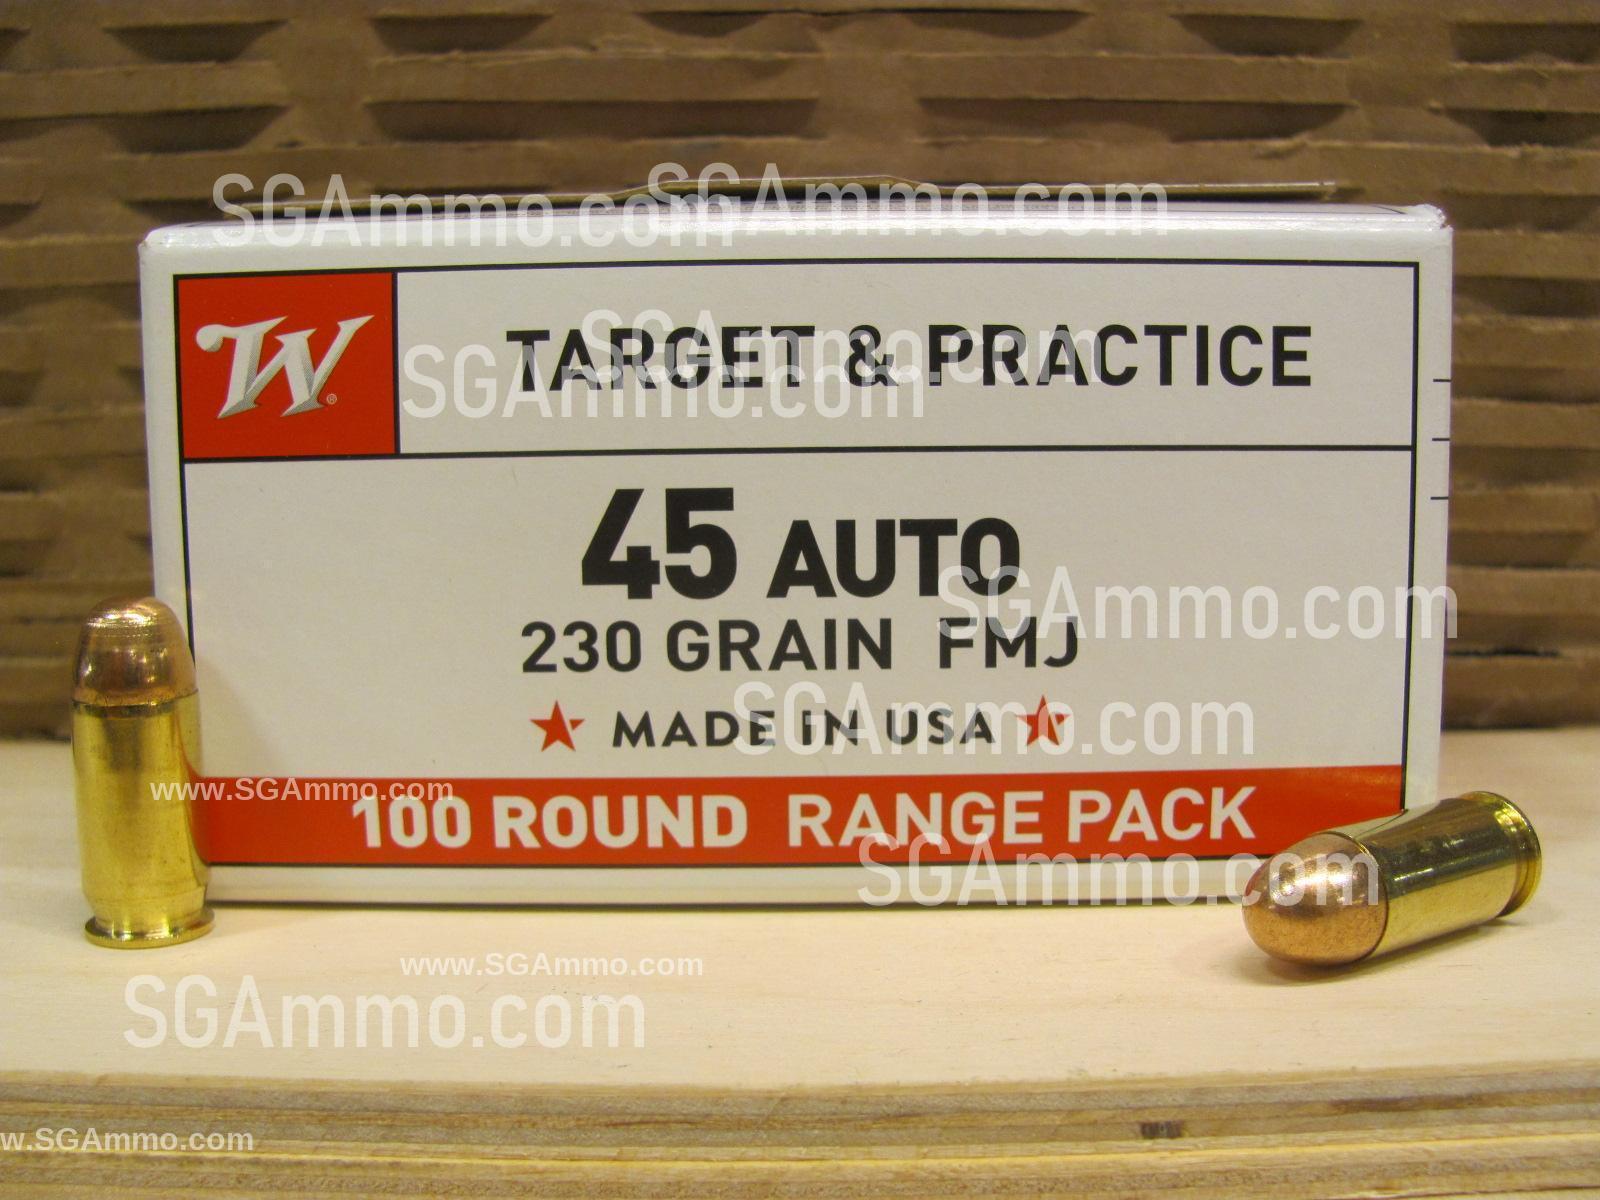 SGAmmo.com
SGAmmo.com
W®
TARGET & PRACTICE
SGAmmo.com
SGAmmo.com
45 AUTO
SGAmmo.com
230 GRAIN FMJ
MADE IN USA
SGAmmo.com
www.SGAmmo.com
100 ROUND RANGE PACK
SGAmmo.com
www.SGAmmo.com
SGAmmo.com
w.SGAmmo.com